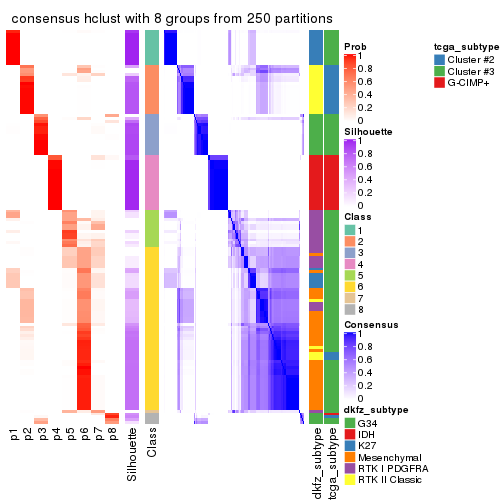 consensus hclust with 8 groups from 250 partitions
Prob
1
0.8
0.6
0.4
0.2
0
Silhouette
1
0.8
0.6
0.4
0.2
0
Class
1
2
3
4
5
6
7
8
Consensus
1
0.8
0.6
0.4
0.2
0
dkfz_subtype
G34
IDH
K27
Mesenchymal
RTK I PDGFRA
RTK II Classic
tcga_subtype
Cluster #2
Cluster #3
G-CIMP+
p1
p2
p3
p4
p5
p6
p7
p8
Silhouette
Class
dkfz_subtype
tcga_subtype